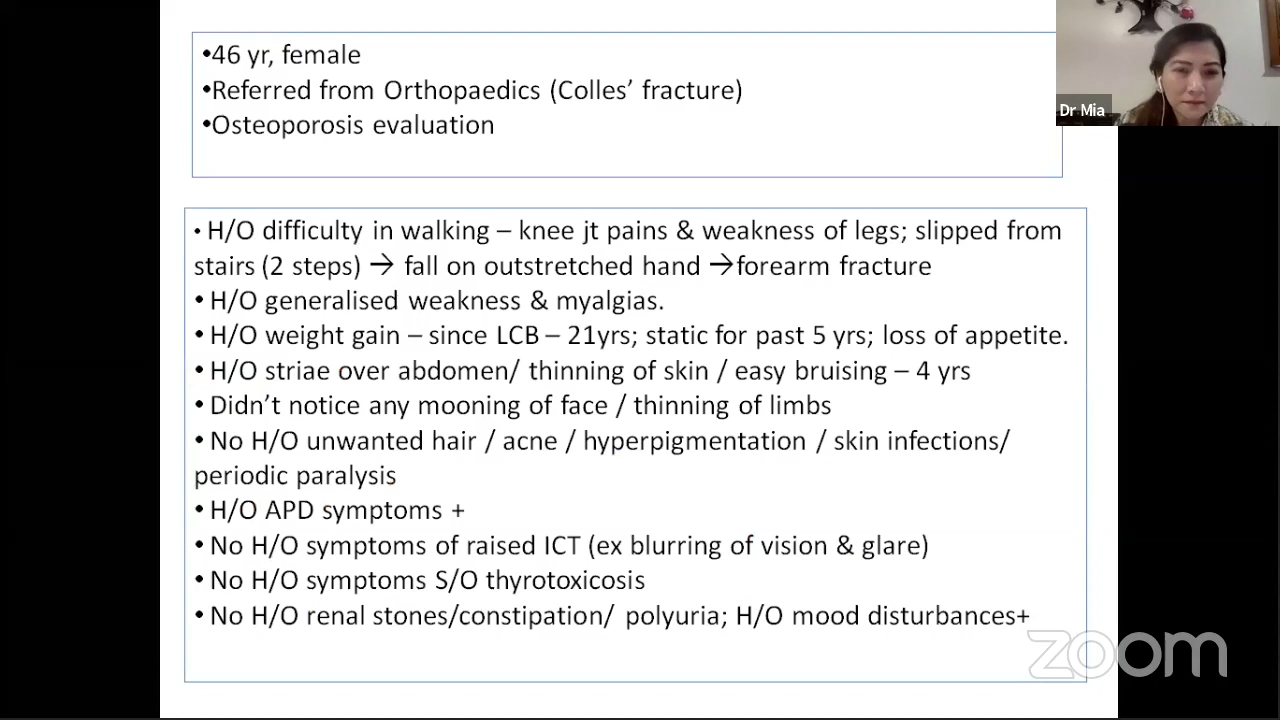 •46 yr, female
•Referred from Orthopaedics (Colles’ fracture)
•Osteoporosis evaluation
Dr Mia
• H/O difficulty in walking – knee jt pains & weakness of legs; slipped from
stairs (2 steps) → fall on outstretched hand →forearm fracture
• H/O generalised weakness & myalgias.
• H/O weight gain – since LCB – 21yrs; static for past 5 yrs; loss of appetite.
• H/O striae over abdomen/ thinning of skin / easy bruising – 4 yrs
• Didn’t notice any mooning of face / thinning of limbs
• No H/O unwanted hair / acne / hyperpigmentation / skin infections/
periodic paralysis
• H/O APD symptoms +
• No H/O symptoms of raised ICT (ex blurring of vision & glare)
• No H/O symptoms S/O thyrotoxicosis
• No H/O renal stones/constipation/ polyuria; H/O mood disturbances+
zoom